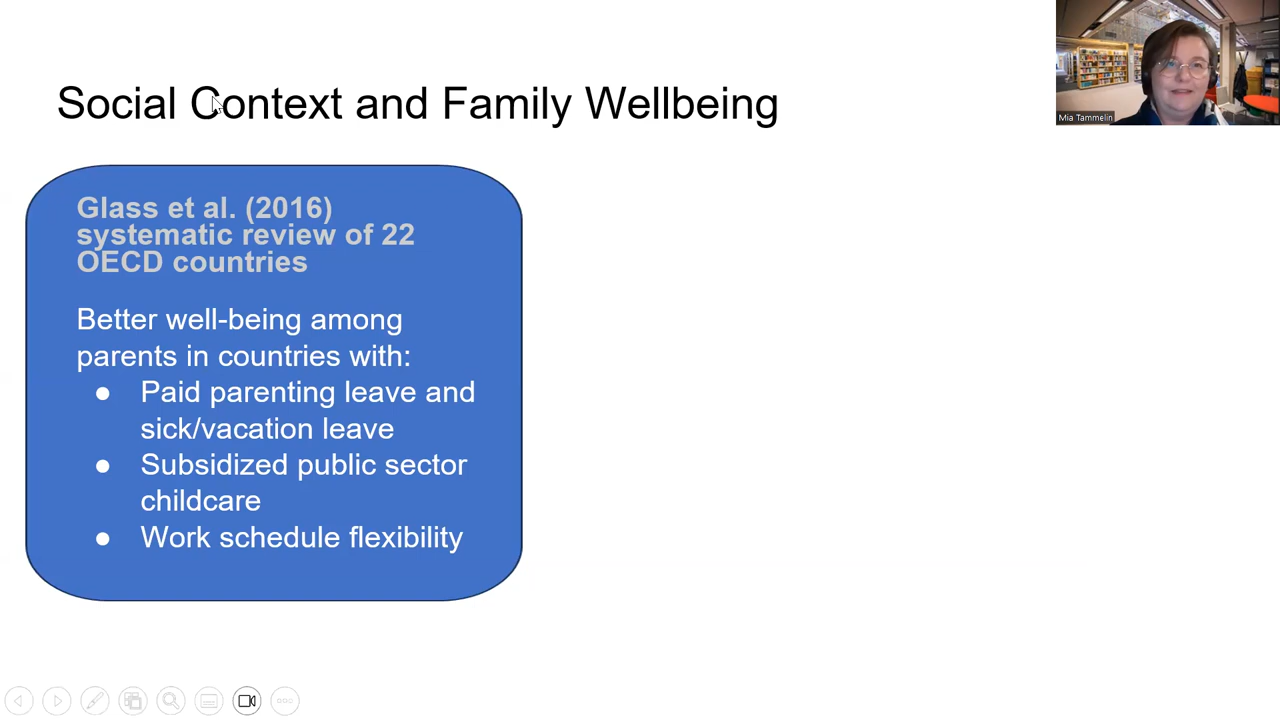 Social Context and Family Wellbeing
Mia Tammelin
Glass et al. (2016)
systematic review of 22
OECD countries
Better well-being among
parents in countries with:
● Paid parenting leave and
sick/vacation leave
● Subsidized public sector
childcare
● Work schedule flexibility